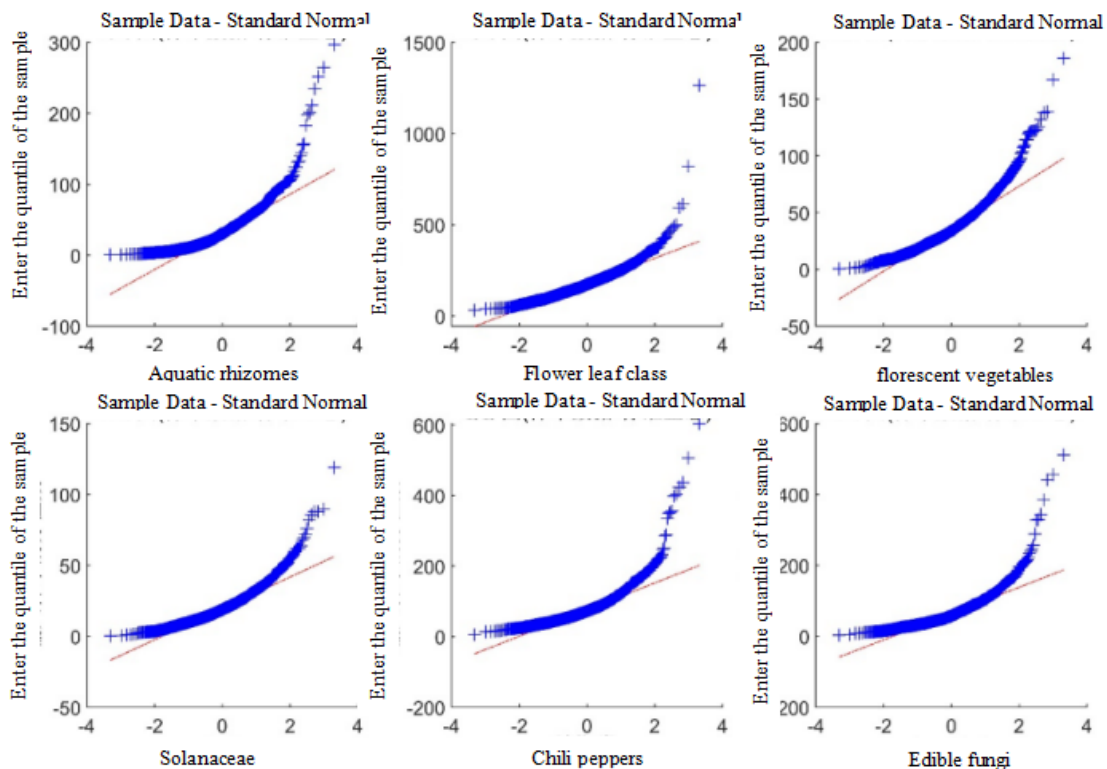 Sample Data - Standard Normal
Enter the quantile of the sample
300
200
100
0
-100
-4 -2 0 2 4
Aquatic rhizomes
Sample Data - Standard Normal
Enter the quantile of the sample
1500
1000
500
0
-4 -2 0 2 4
Flower leaf class
Sample Data - Standard Normal
Enter the quantile of the sample
200
150
100
50
0
-50
-4 -2 0 2 4
florescent vegetables
Sample Data - Standard Normal
Enter the quantile of the sample
150
100
50
0
-50
-4 -2 0 2 4
Solanaceae
Sample Data - Standard Normal
Enter the quantile of the sample
600
400
200
0
-200
-4 -2 0 2 4
Chili peppers
Sample Data - Standard Normal
Enter the quantile of the sample
600
400
200
0
200
-4 -2 0 2 4
Edible fungi